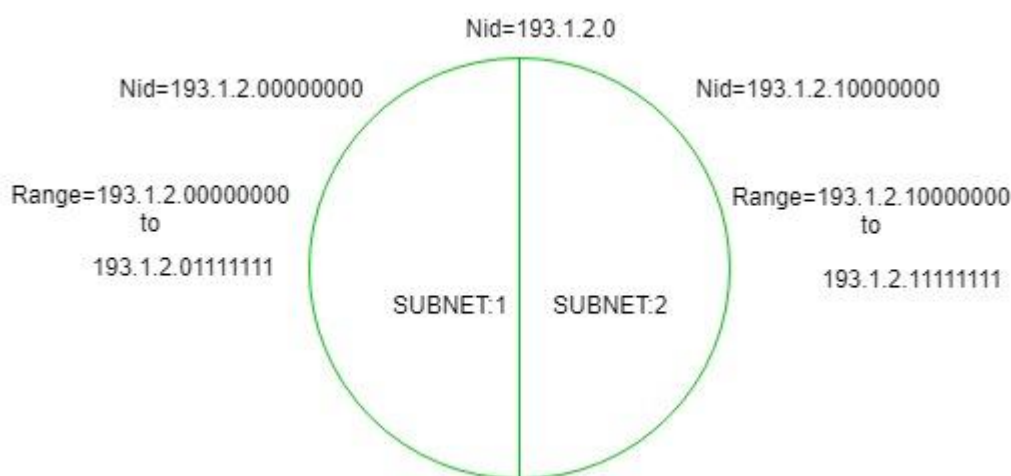 Nid=193.1.2.0
Nid=193.1.2.00000000
Nid=193.1.2.10000000
Range=193.1.2.00000000
to
193.1.2.01111111
Range=193.1.2.10000000
to
193.1.2.11111111
SUBNET:1
SUBNET:2